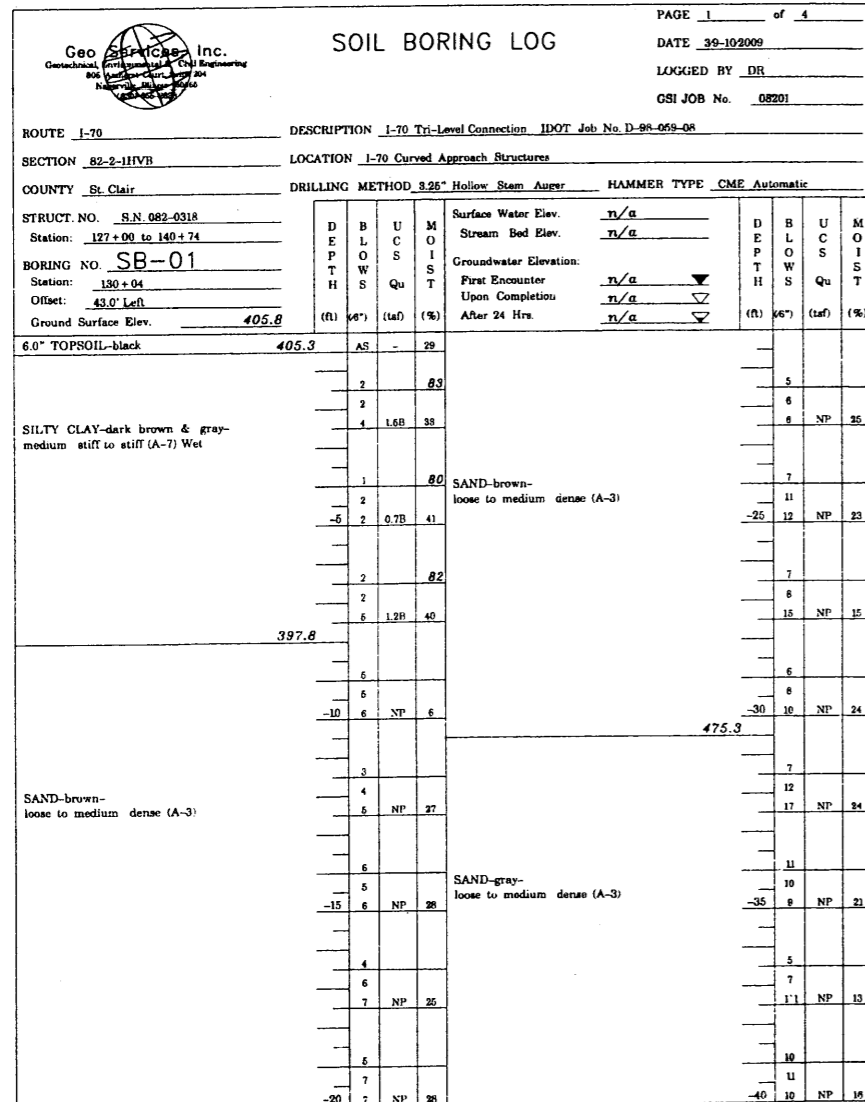 PAGE 1 of 4
Geo Services, Inc.
SOIL BORING LOG
DATE 39-10-2009
Geotechnical, Environmental & Civil Engineering
LOGGED BY DR
GSI JOB No. 08201
ROUTE I-70
DESCRIPTION I-70 Tri-Level Connection IDOT Job No. D-98-059-08
SECTION 82-2-1HVB
LOCATION I-70 Curved Approach Structures
COUNTY St. Clair
DRILLING METHOD 3.25" Hollow Stem Auger HAMMER TYPE CME Automatic
STRUCT. NO. S.N. 082-0318
Station: 127+00 to 140+74
BORING NO. SB-01
Station: 130+04
Offset: 43.0' Left
Ground Surface Elev. 405.8
DEPTH (ft) BLOWS (/6") UCS Qu (tsf) MOIST (%)
Surface Water Elev. n/a
Stream Bed Elev. n/a
Groundwater Elevation:
First Encounter n/a
Upon Completion n/a
After 24 Hrs. n/a
DEPTH (ft) BLOWS (/6") UCS Qu (tsf) MOIST (%)
6.0" TOPSOIL-black 405.3 AS - 29
2 83
2
4 1.5B 38
SILTY CLAY-dark brown & gray-
medium stiff to stiff (A-7) Wet
1 80
2
-5 2 0.7B 41
2 82
2
5 1.2B 40
397.8
5
5
-10 6 NP 6
3
4
5 NP 27
SAND-brown-
loose to medium dense (A-3)
6
5
-15 6 NP 28
4
6
7 NP 25
5
7
-20 7 NP 28
5
6
6 NP 25
7
SAND-brown-
loose to medium dense (A-3)
11
-25 12 NP 23
7
8
15 NP 15
6
8
-30 10 NP 24
475.3
7
12
17 NP 24
11
10
SAND-gray-
loose to medium dense (A-3)
-35 9 NP 21
5
7
11 NP 13
10
11
-40 10 NP 16